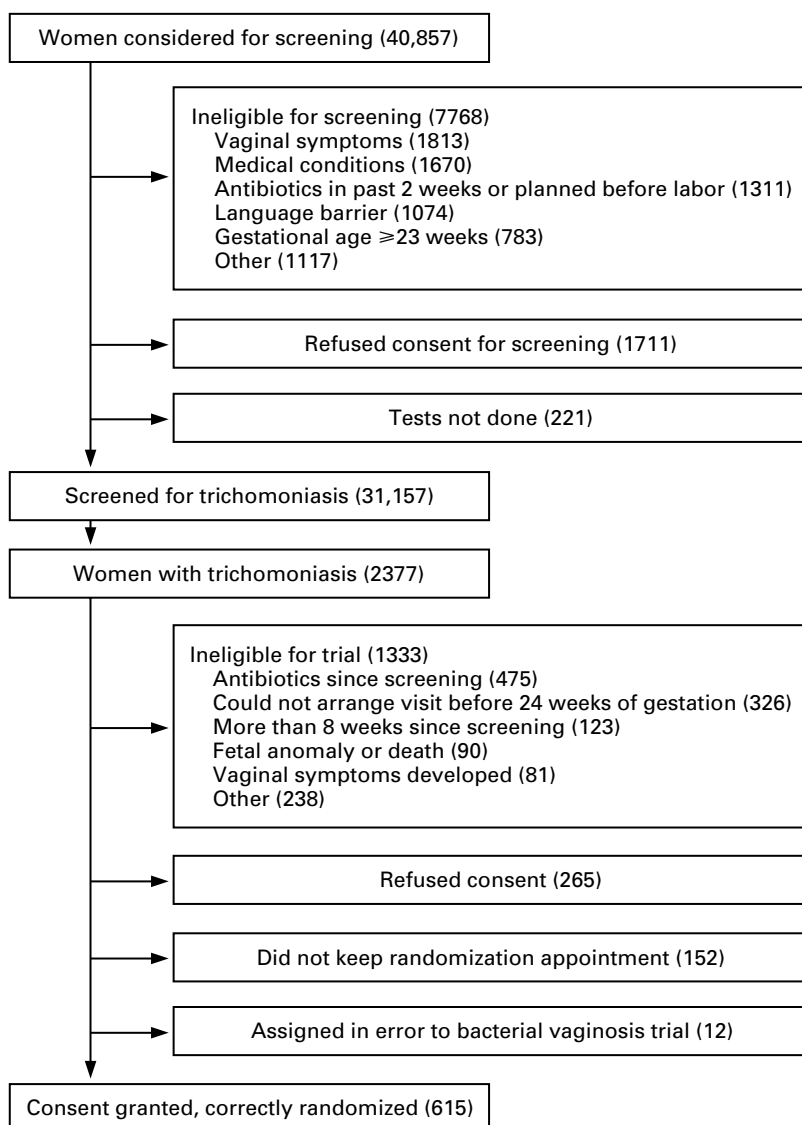 Women considered for screening (40,857)
Ineligible for screening (7768)
Vaginal symptoms (1813)
Medical conditions (1670)
Antibiotics in past 2 weeks or planned before labor (1311)
Language barrier (1074)
Gestational age ⩾23 weeks (783)
Other (1117)
Refused consent for screening (1711)
Tests not done (221)
Screened for trichomoniasis (31,157)
Women with trichomoniasis (2377)
Ineligible for trial (1333)
Antibiotics since screening (475)
Could not arrange visit before 24 weeks of gestation (326)
More than 8 weeks since screening (123)
Fetal anomaly or death (90)
Vaginal symptoms developed (81)
Other (238)
Refused consent (265)
Did not keep randomization appointment (152)
Assigned in error to bacterial vaginosis trial (12)
Consent granted, correctly randomized (615)